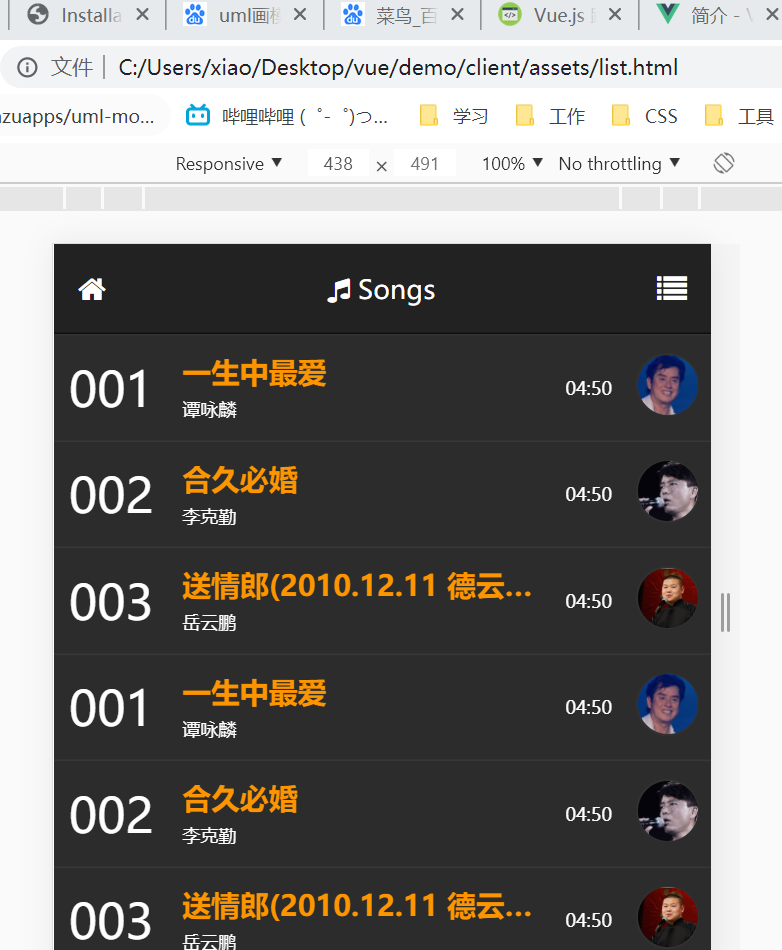 Installa uml画 菜鸟_百 Vue.js 简介 - V
文件 C:/Users/xiao/Desktop/vue/demo/client/assets/list.html
zuapps/uml-mo... 哔哩哔哩 (゜-゜)つ... 学习 工作 CSS 工具
Responsive 438 × 491 100% No throttling
Songs
001 一生中最爱 04:50
谭咏麟
002 合久必婚 04:50
李克勤
003 送情郎(2010.12.11 德云... 04:50
岳云鹏
001 一生中最爱 04:50
谭咏麟
002 合久必婚 04:50
李克勤
003 送情郎(2010.12.11 德云... 04:50
岳云鹏